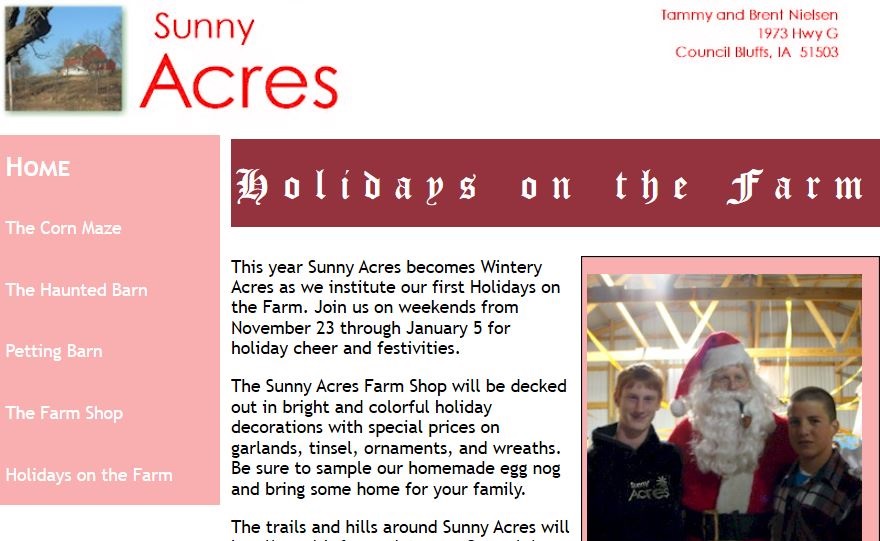 Sunny
Acres
Tammy and Brent Nielsen
1973 Hwy G
Council Bluffs, IA 51503
HOME
The Corn Maze
The Haunted Barn
Petting Barn
The Farm Shop
Holidays on the Farm
Holidays on the Farm
This year Sunny Acres becomes Wintery
Acres as we institute our first Holidays on
the Farm. Join us on weekends from
November 23 through January 5 for
holiday cheer and festivities.
The Sunny Acres Farm Shop will be decked
out in bright and colorful holiday
decorations with special prices on
garlands, tinsel, ornaments, and wreaths.
Be sure to sample our homemade egg nog
and bring some home for your family.
The trails and hills around Sunny Acres will
Sunny
Acres